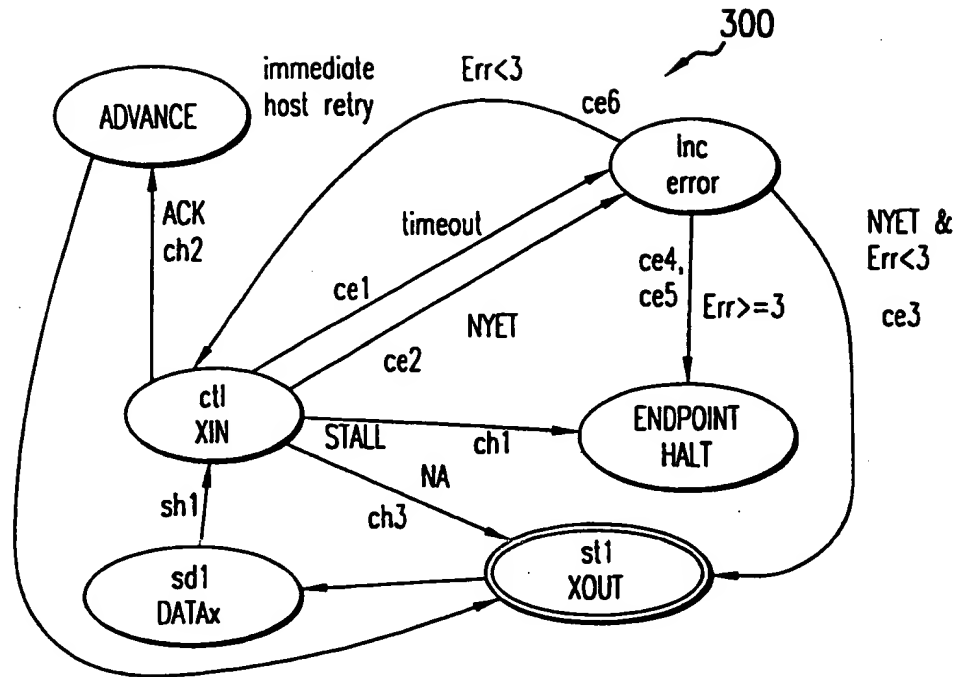 300
immediate
host retry
Err<3
ce6
ADVANCE
Inc
error
ACK
ch2
timeout
NYET &
Err<3
ce3
ce4,
ce5
Err>=3
ce1
NYET
ce2
ctl
XIN
STALL
ch1
ENDPOINT
HALT
NA
ch3
sh1
st1
XOUT
sd1
DATAx